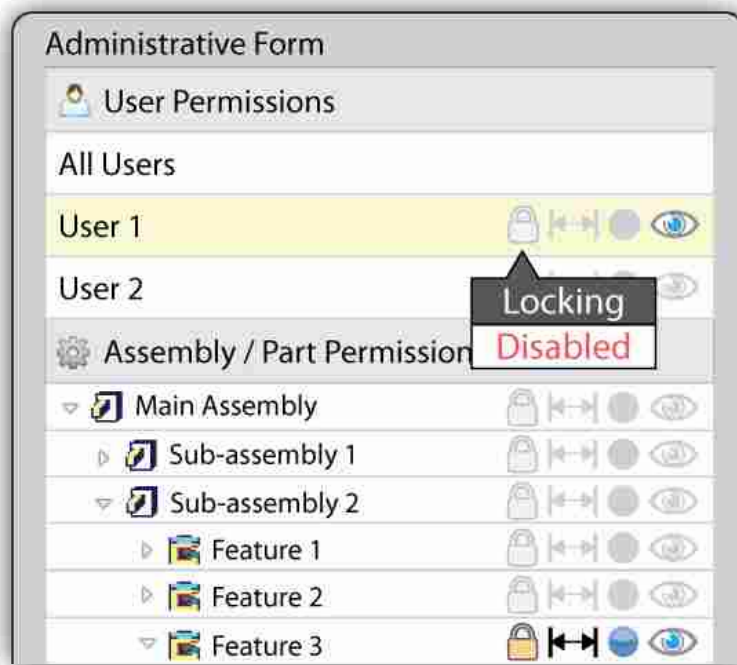 Administrative Form
User Permissions
All Users
User 1
User 2
Locking
Disabled
Assembly / Part Permission
Main Assembly
Sub-assembly 1
Sub-assembly 2
Feature 1
Feature 2
Feature 3